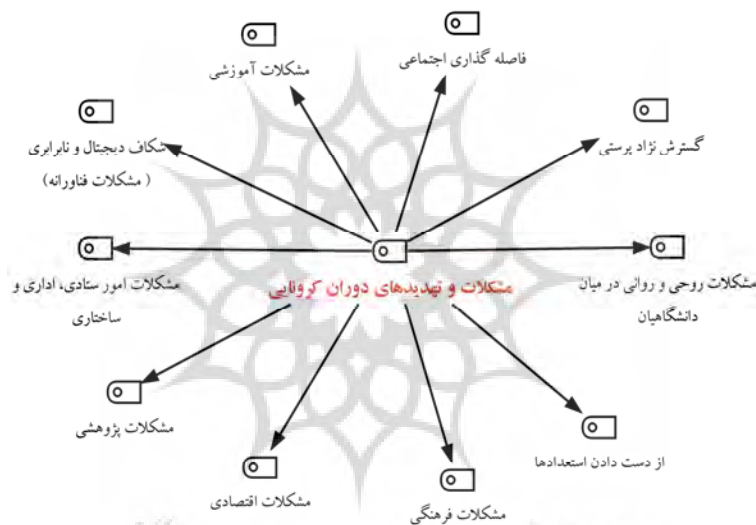 فاصله گذاری اجتماعی
مشکلات آموزشی
گسترش نژاد پرستی
شکاف دیجیتال و نابرابری
( مشکلات فناورانه)
مشکلات روحی و روانی در میان
دانشگاهیان
مشکلات و تهدیدهای دوران کرونایی
مشکلات امور ستادی، اداری و
ساختاری
مشکلات پژوهشی
از دست دادن استعدادها
مشکلات اقتصادی
مشکلات فرهنگی